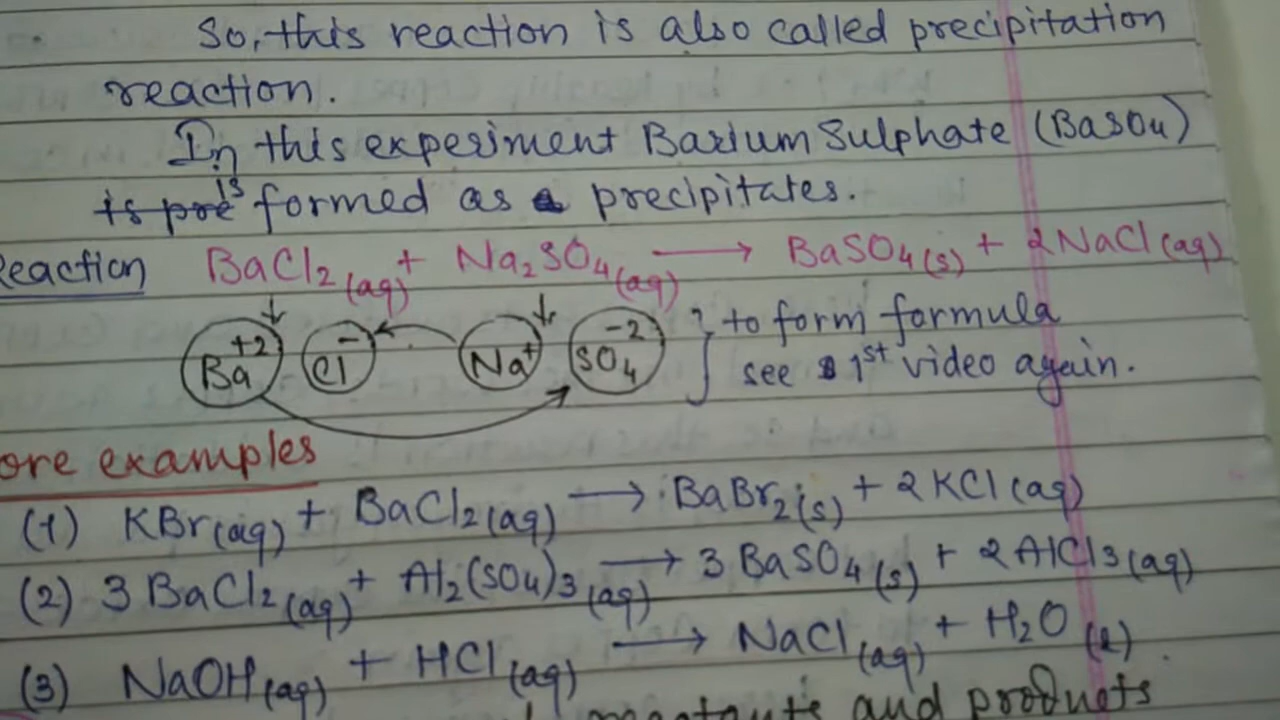 So, this reaction is also called precipitation
reaction.
In this experiment Barium Sulphate (BaSO4)
is formed as a precipitates.
Reaction BaCl2(aq) + Na2SO4(aq) → BaSO4(s) + 2NaCl(aq)
Ba+2 Cl- Na+ SO4-2 } to form formula
see 1st video again.
ore examples
(1) KBr(aq) + BaCl2(aq) → BaBr2(s) + 2KCl(aq)
(2) 3BaCl2(aq) + Al2(SO4)3(aq) → 3BaSO4(s) + 2AlCl3(aq)
(3) NaOH(aq) + HCl(aq) → NaCl(aq) + H2O(l).
reactants and products